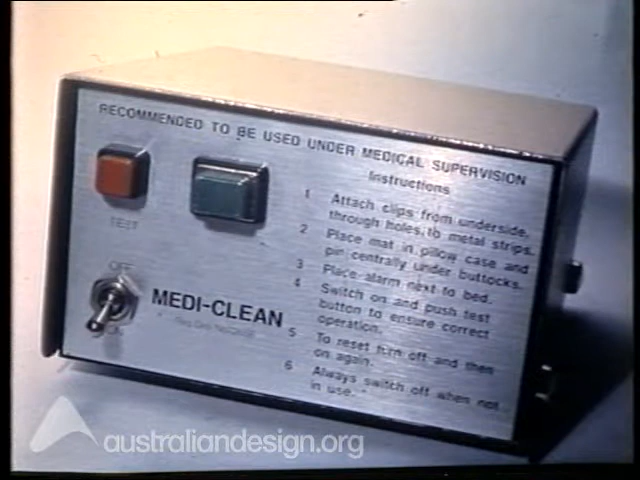 RECOMMENDED TO BE USED UNDER MEDICAL SUPERVISION
Instructions
1 Attach clips from underside,
through holes, to metal strips.
2 Place mat in pillow case and
pin centrally under buttocks.
3 Place alarm next to bed.
4 Switch on and push test
button to ensure correct
operation.
5 To reset turn off and then
on again.
6 Always switch off when not
in use.
TEST
OFF
MEDI-CLEAN
australiandesign.org